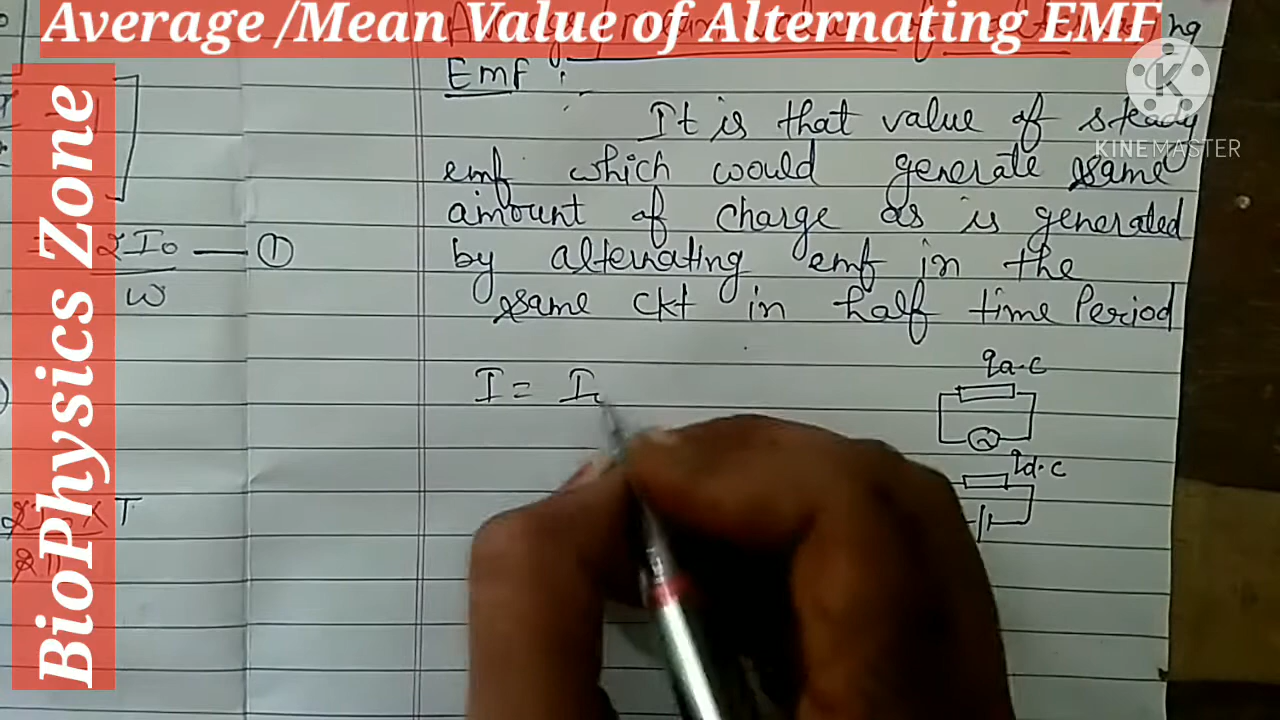 Average /Mean Value of Alternating EMF
ng
EmF :-
It is that value of steady
emf which would generate same
amount of charge as is generated
by alternating emf in the
same ckt in half time Period
I = I
qa.c
qd.c
2I₀ — ①
ω
BioPhysics Zone
K
KINEMASTER